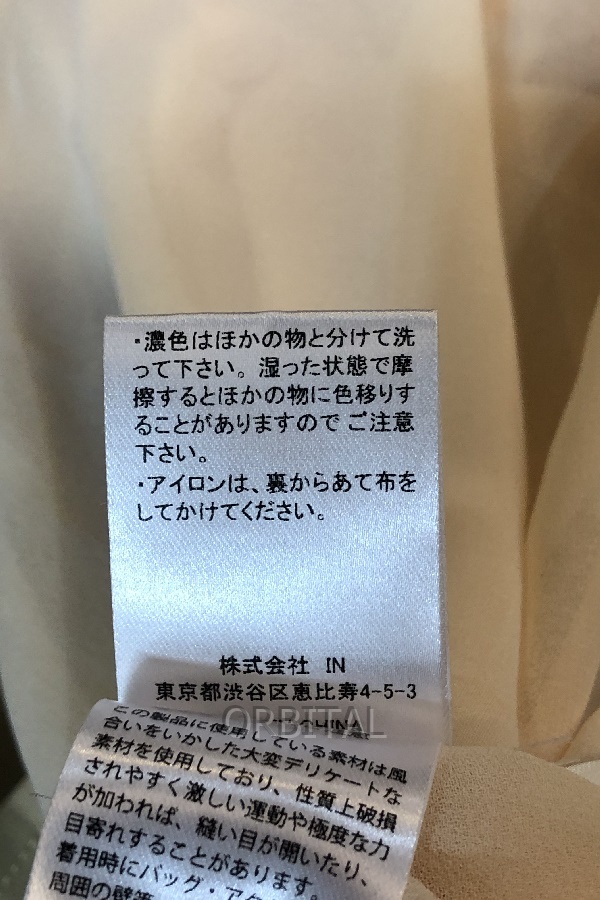 ・濃色はほかの物と分けて洗
って下さい。湿った状態で摩
擦するとほかの物に色移りす
ることがありますのでご注意
下さい。
・アイロンは、裏からあて布を
してかけてください。
株式会社 IN
東京都渋谷区恵比寿4-5-3
ORBITAL
この製品に使用している素材は風
合いをいかした大変デリケートな
素材を使用しており、性質上破損
されやすく激しい運動や極度な力
が加われば、縫い目が開いたり、
目寄れすることがあります。
着用時にバッグ・アク
周囲の壁等